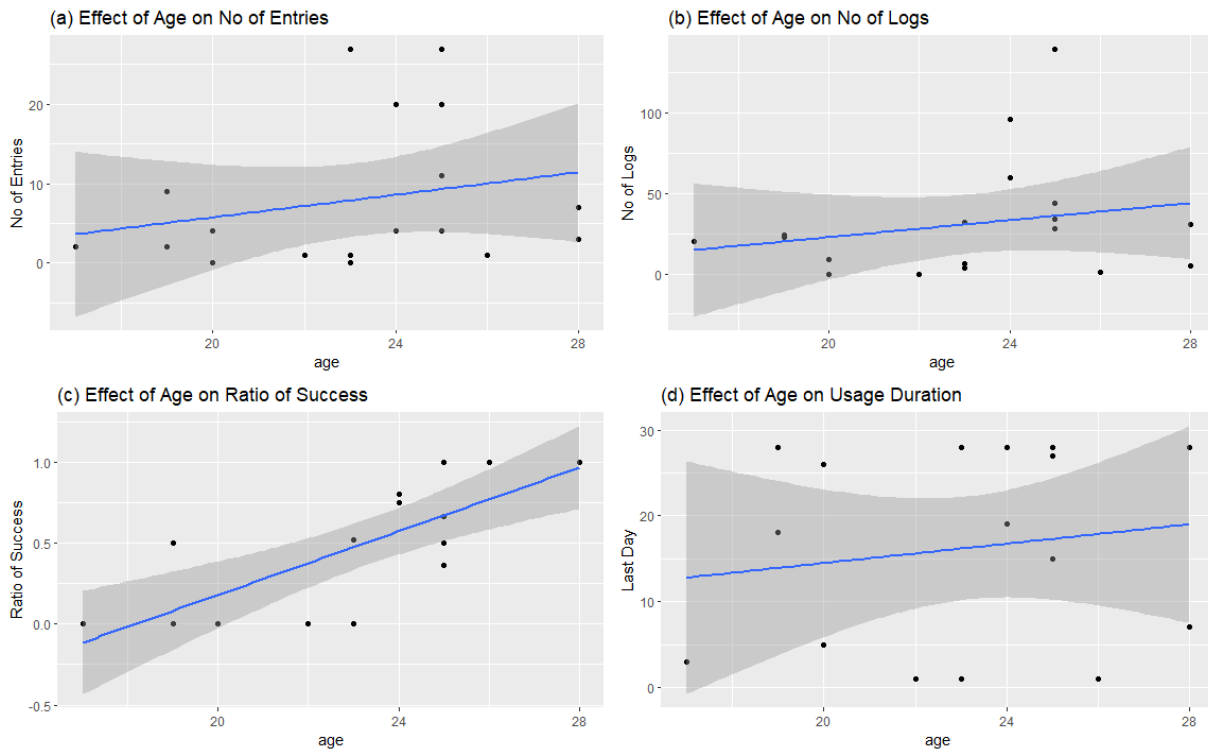 (a) Effect of Age on No of Entries
No of Entries
20
10
0
20
24
28
age
(b) Effect of Age on No of Logs
No of Logs
100
50
0
20
24
28
age
(c) Effect of Age on Ratio of Success
Ratio of Success
1.0
0.5
0.0
-0.5
20
24
28
age
(d) Effect of Age on Usage Duration
Last Day
30
20
10
0
20
24
28
age